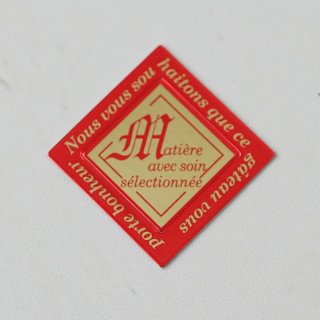 Nous vous sou
haitons que ce
gâteau vous
porte bonheur
Matière
avec soin
sélectionnée